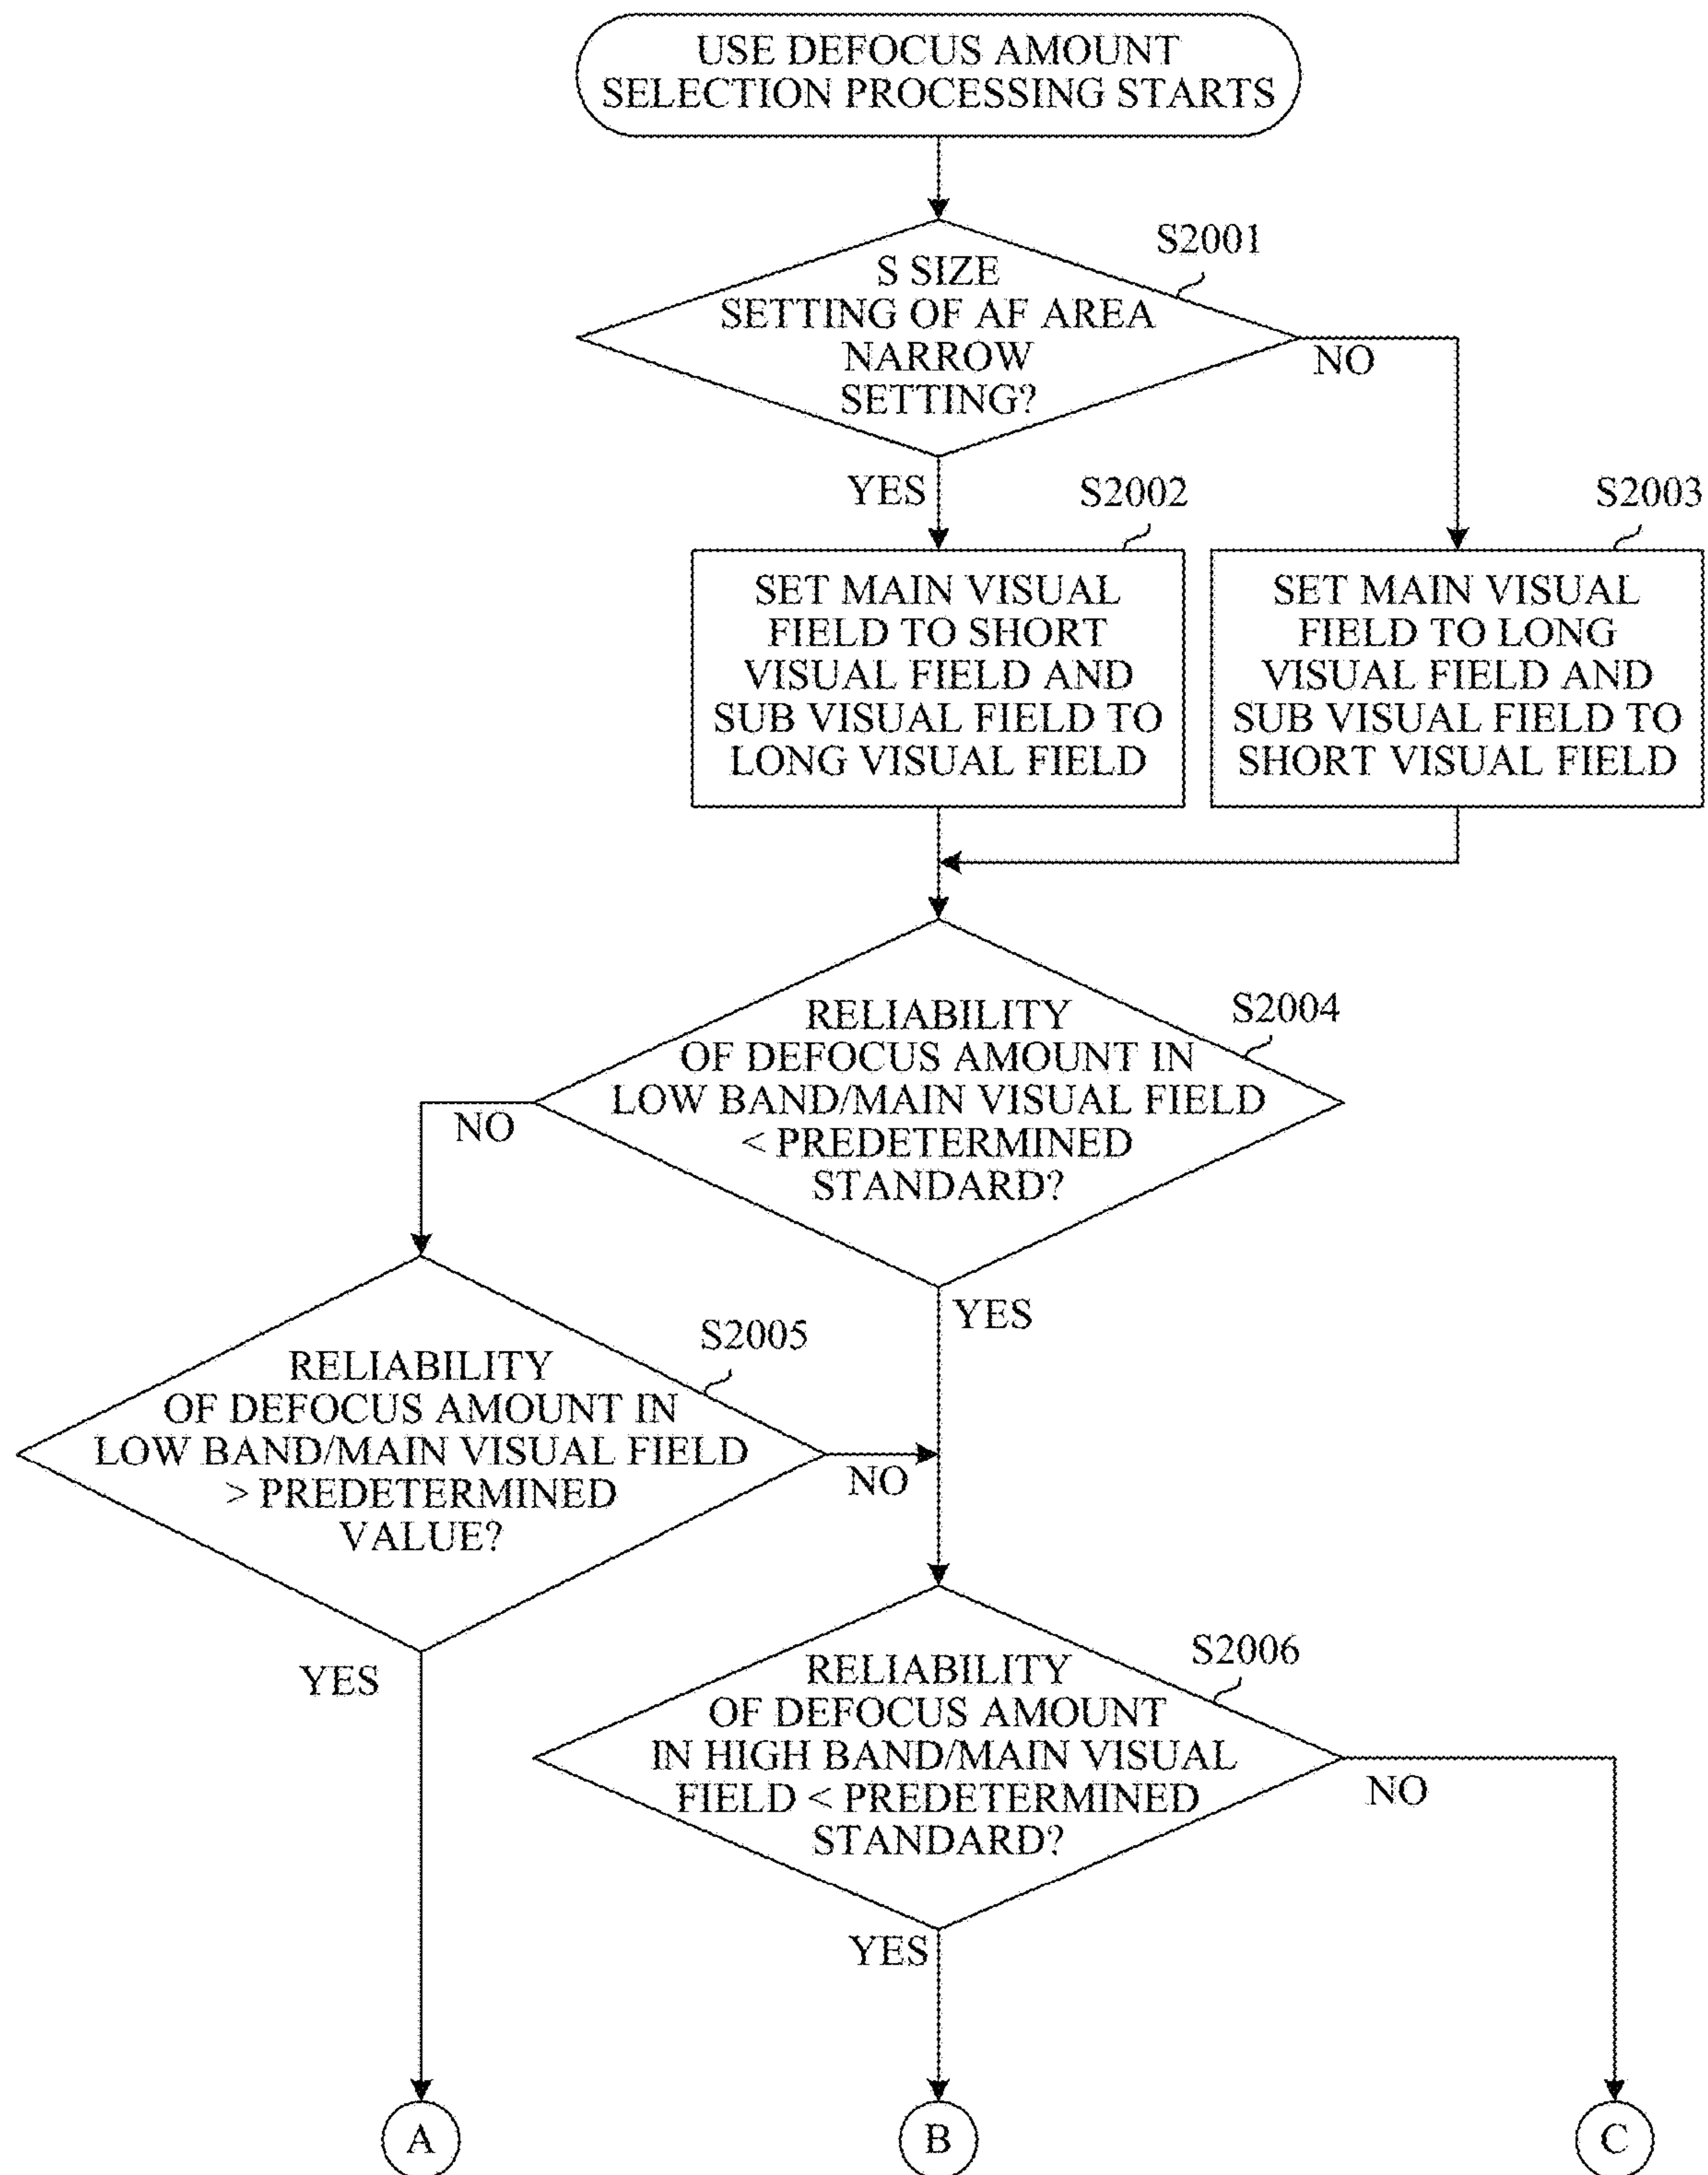 USE DEFOCUS AMOUNT
SELECTION PROCESSING STARTS
S2001
S SIZE
SETTING OF AF AREA
NARROW
SETTING?
NO
YES
S2002
S2003
SET MAIN VISUAL
FIELD TO SHORT
VISUAL FIELD AND
SUB VISUAL FIELD TO
LONG VISUAL FIELD
SET MAIN VISUAL
FIELD TO LONG
VISUAL FIELD AND
SUB VISUAL FIELD TO
SHORT VISUAL FIELD
S2004
RELIABILITY
OF DEFOCUS AMOUNT IN
LOW BAND/MAIN VISUAL FIELD
< PREDETERMINED
STANDARD?
NO
YES
S2005
RELIABILITY
OF DEFOCUS AMOUNT IN
LOW BAND/MAIN VISUAL FIELD
> PREDETERMINED
VALUE?
NO
YES
S2006
RELIABILITY
OF DEFOCUS AMOUNT
IN HIGH BAND/MAIN VISUAL
FIELD < PREDETERMINED
STANDARD?
NO
YES
A
B
C